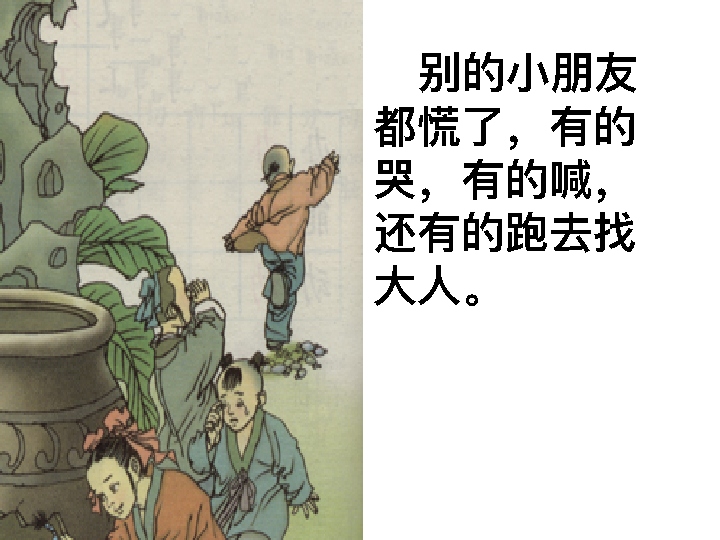 别的小朋友
都慌了，有的
哭，有的喊，
还有的跑去找
大人。